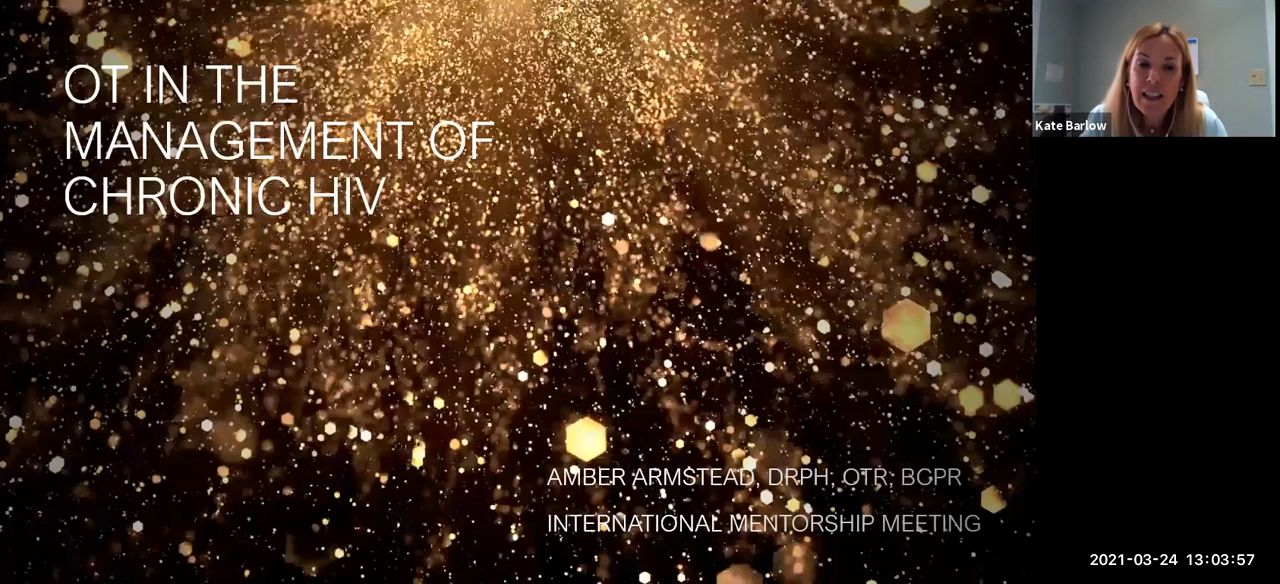 OT IN THE
MANAGEMENT OF
CHRONIC HIV
Kate Barlow
AMBER ARMSTEAD, DRPH, OTR, BCPR
INTERNATIONAL MENTORSHIP MEETING
2021-03-24 13:03:57